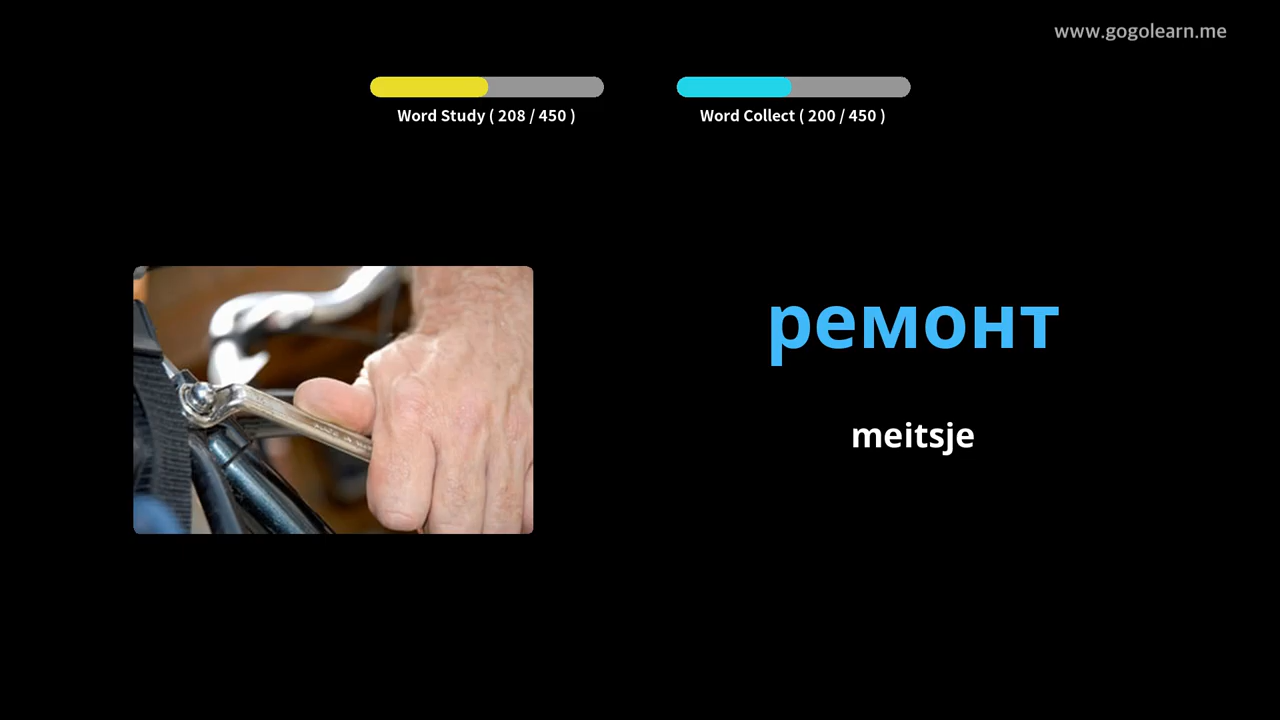 www.gogolearn.me
Word Study ( 208 / 450 )
Word Collect ( 200 / 450 )
ремонт
meitsje